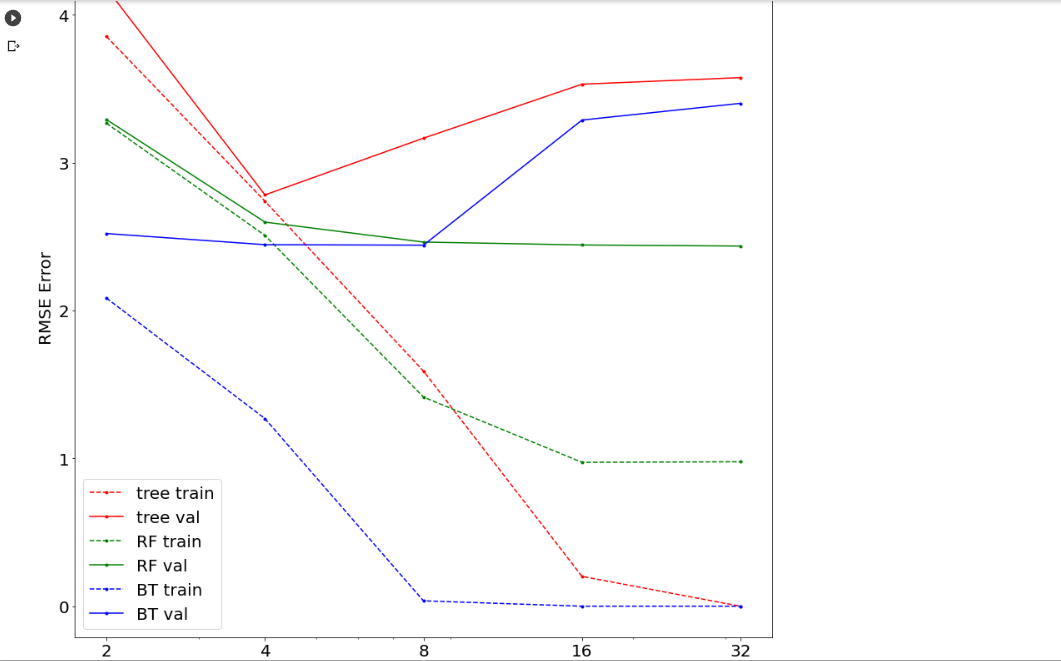 4
3
2
1
0
RMSE Error
tree train
tree val
RF train
RF val
BT train
BT val
2 4 8 16 32